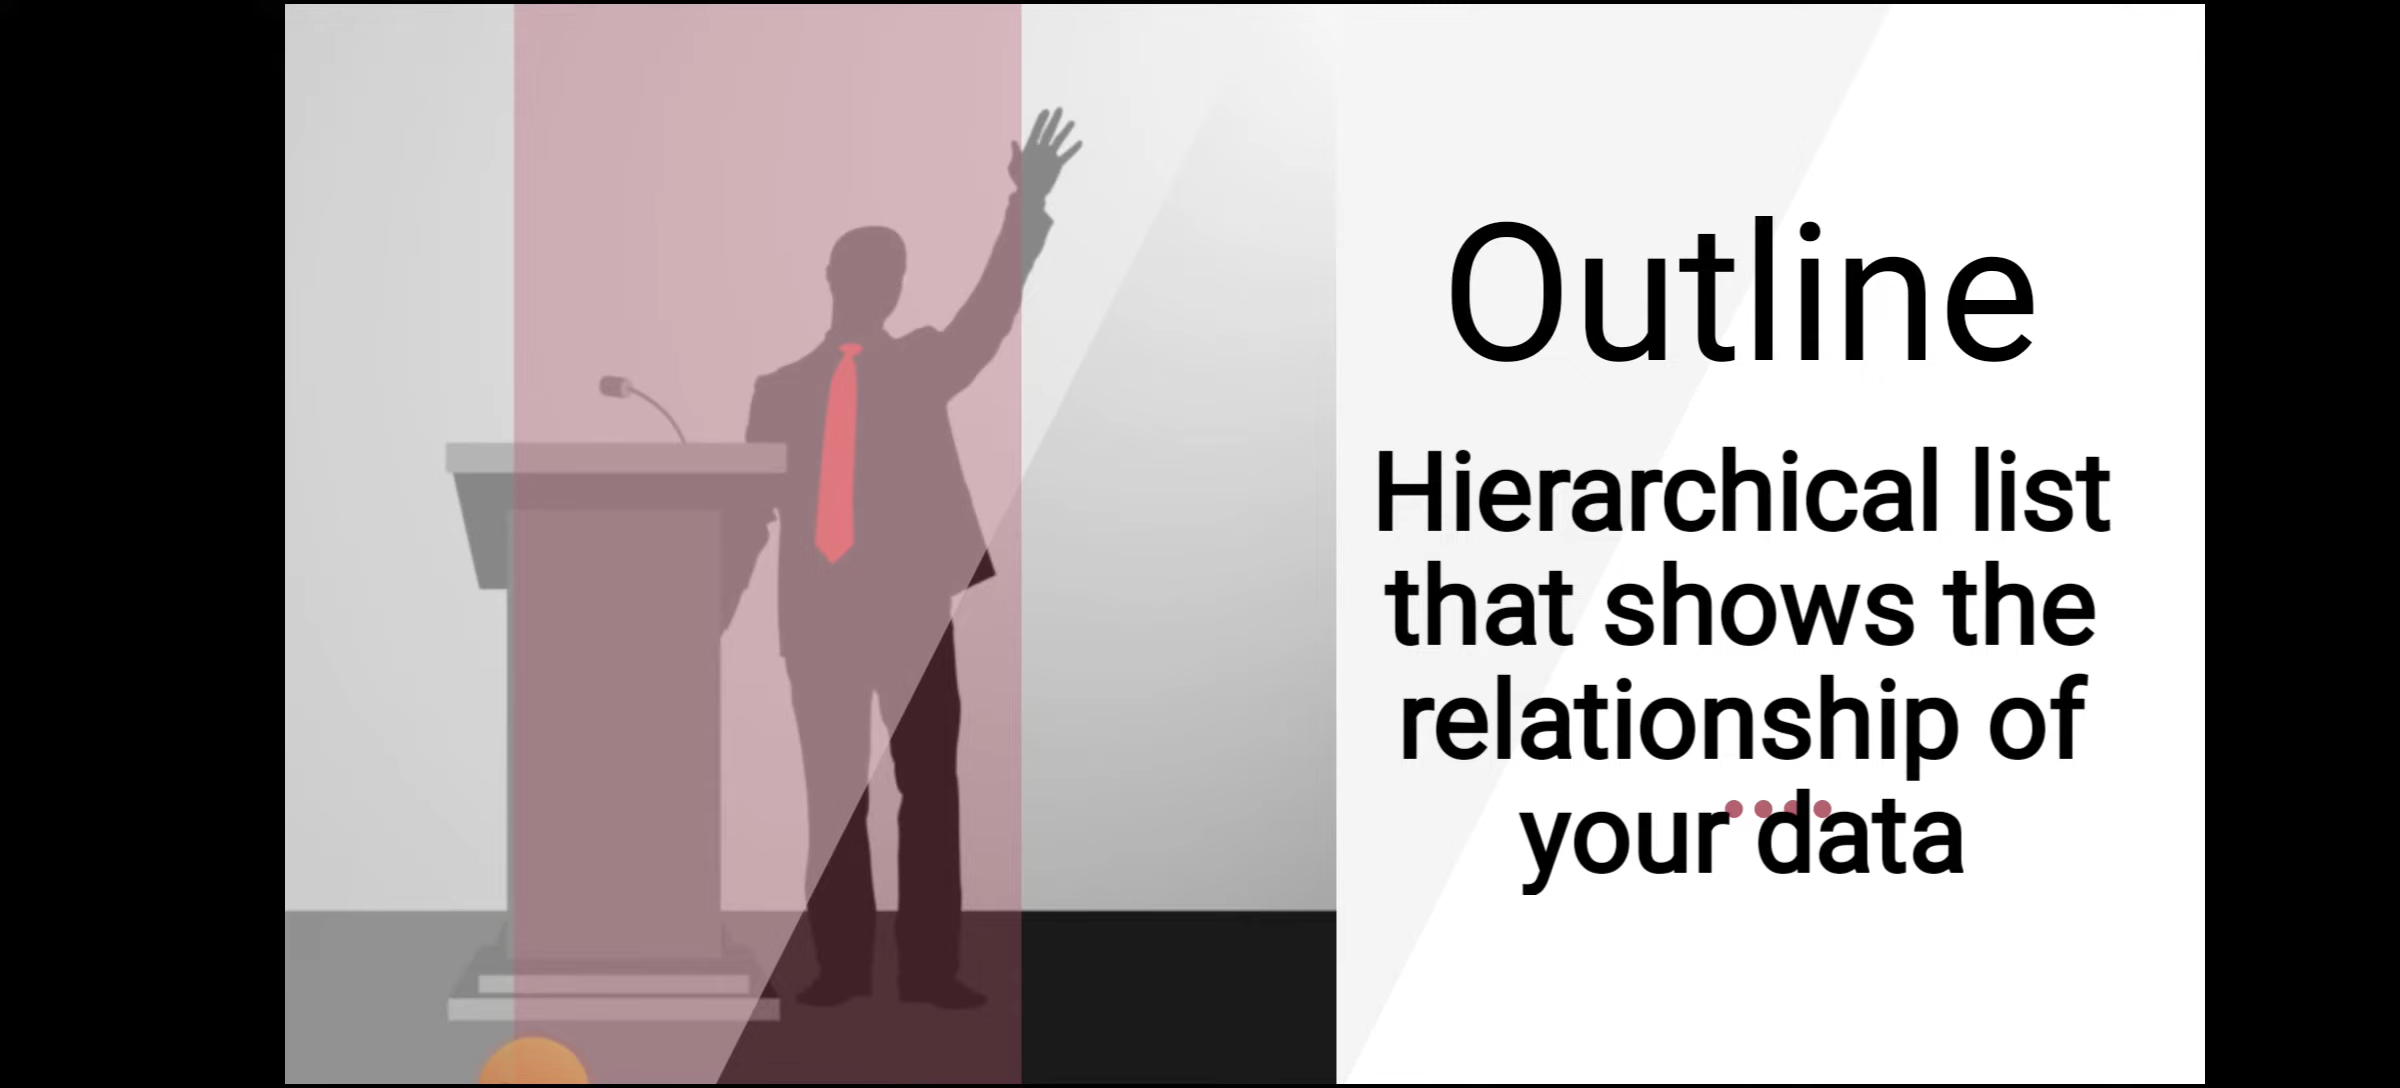 Outline
Hierarchical list
that shows the
relationship of
your data